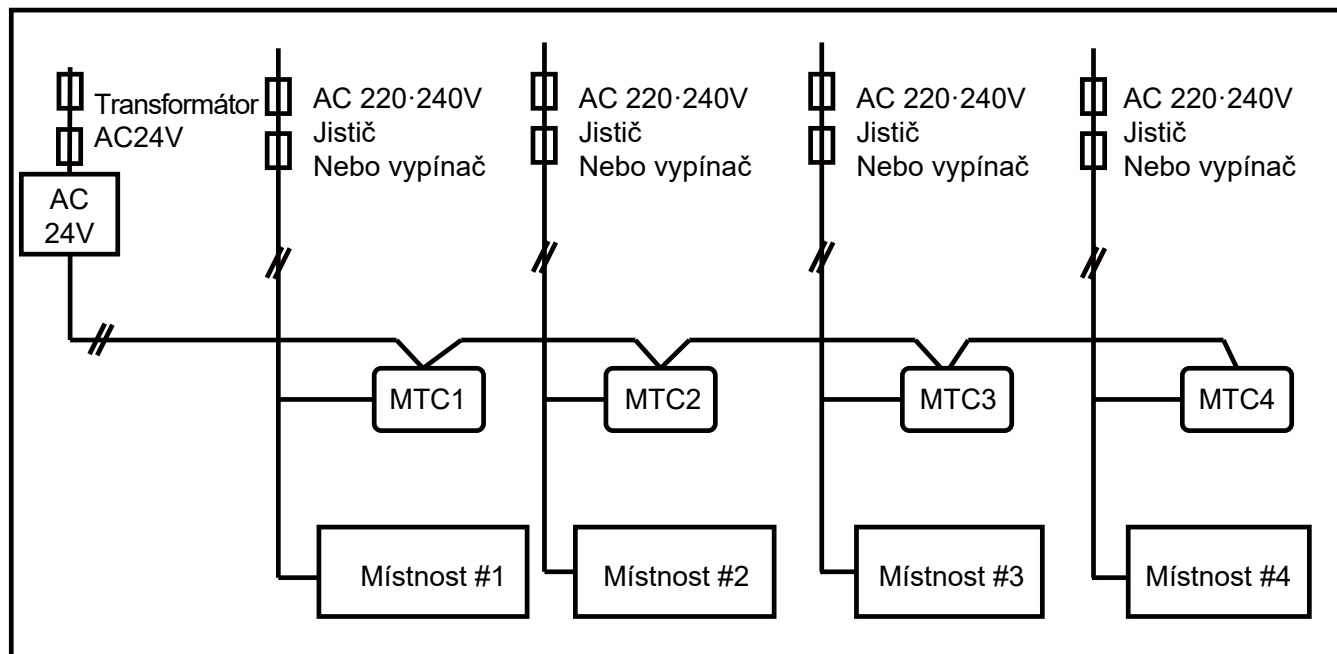 Transformátor
AC24V
AC 220·240V
Jistič
Nebo vypínač
AC 220·240V
Jistič
Nebo vypínač
AC 220·240V
Jistič
Nebo vypínač
AC 220·240V
Jistič
Nebo vypínač
AC
24V
MTC1
MTC2
MTC3
MTC4
Místnost #1
Místnost #2
Místnost #3
Místnost #4